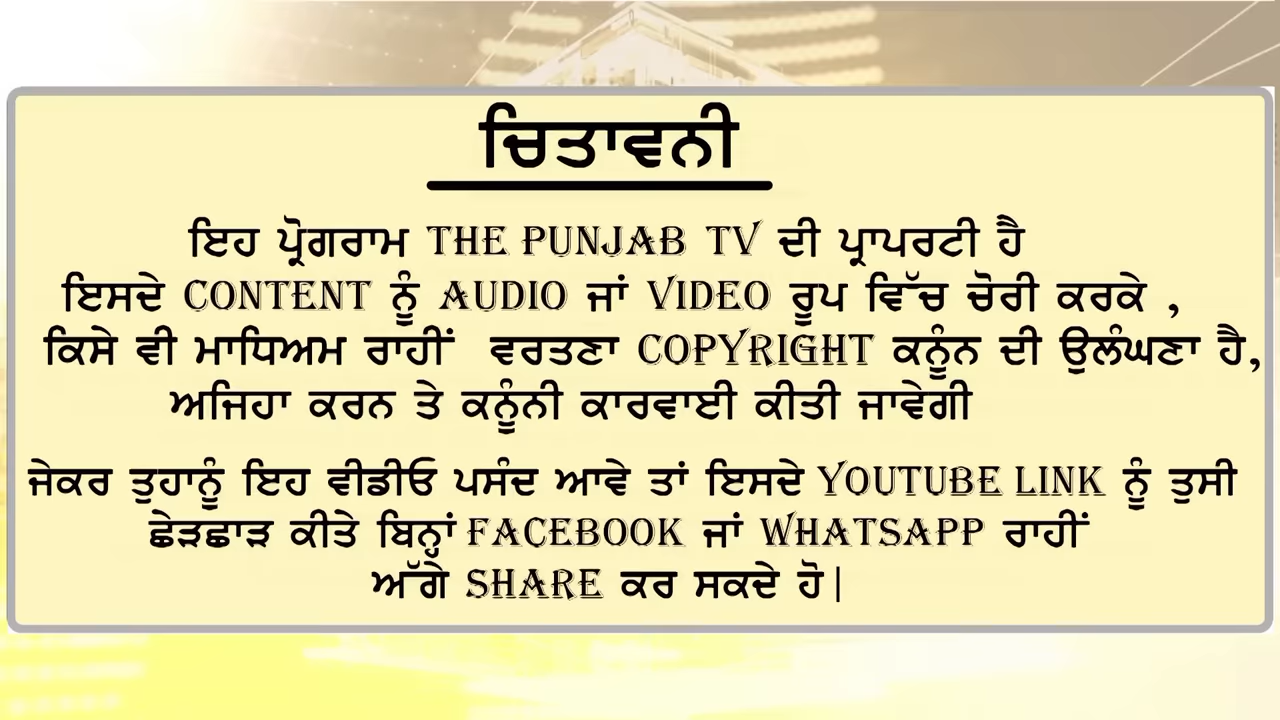 ਚਿਤਾਵਨੀ
ਇਹ ਪ੍ਰੋਗਰਾਮ THE PUNJAB TV ਦੀ ਪ੍ਰਾਪਰਟੀ ਹੈ
ਇਸਦੇ CONTENT ਨੂੰ AUDIO ਜਾਂ VIDEO ਰੂਪ ਵਿੱਚ ਚੋਰੀ ਕਰਕੇ ,
ਕਿਸੇ ਵੀ ਮਾਧਿਅਮ ਰਾਹੀਂ ਵਰਤਣਾ COPYRIGHT ਕਨੂੰਨ ਦੀ ਉਲੰਘਣਾ ਹੈ,
ਅਜਿਹਾ ਕਰਨ ਤੇ ਕਨੂੰਨੀ ਕਾਰਵਾਈ ਕੀਤੀ ਜਾਵੇਗੀ
ਜੇਕਰ ਤੁਹਾਨੂੰ ਇਹ ਵੀਡੀਓ ਪਸੰਦ ਆਵੇ ਤਾਂ ਇਸਦੇ YOUTUBE LINK ਨੂੰ ਤੁਸੀ
ਛੇੜਛਾੜ ਕੀਤੇ ਬਿਨ੍ਹਾਂ FACEBOOK ਜਾਂ WHATSAPP ਰਾਹੀਂ
ਅੱਗੇ SHARE ਕਰ ਸਕਦੇ ਹੋ|